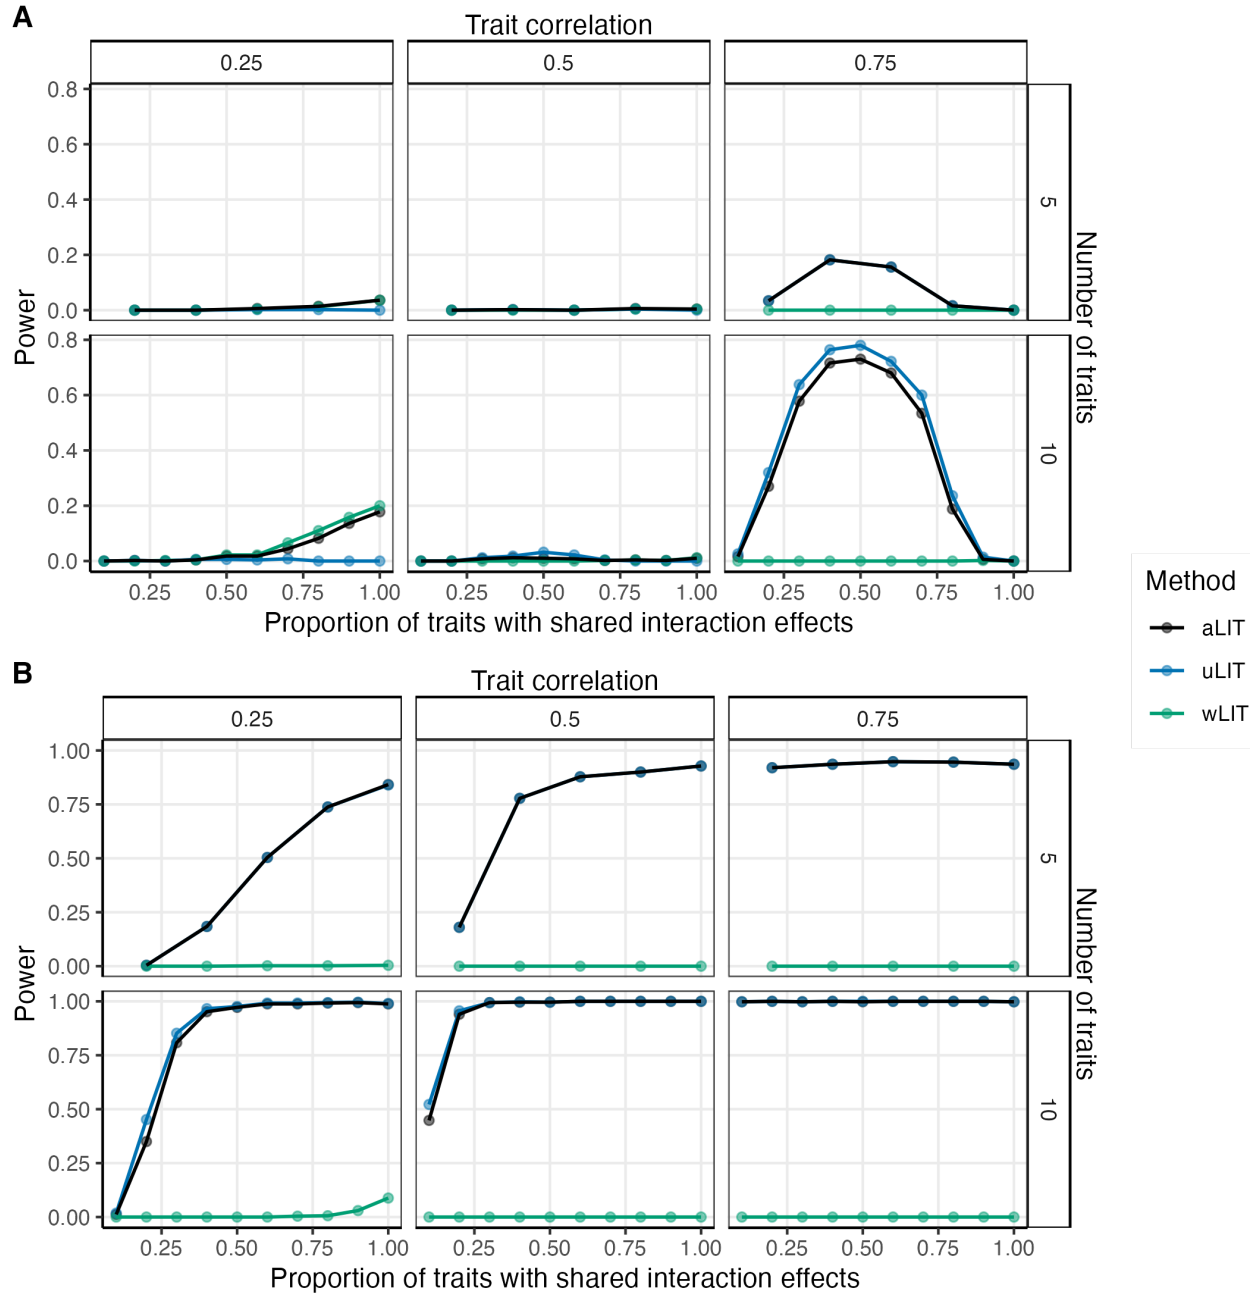 A
Trait correlation
0.25 0.5 0.75
0.8
0.6
0.4
0.2
0.0
5
0.8
0.6
0.4
0.2
0.0
10
Power
Number of traits
0.25 0.50 0.75 1.00 0.25 0.50 0.75 1.00 0.25 0.50 0.75 1.00
Proportion of traits with shared interaction effects
Method
aLIT
uLIT
wLIT
B
Trait correlation
0.25 0.5 0.75
1.00
0.75
0.50
0.25
0.00
5
1.00
0.75
0.50
0.25
0.00
10
Power
Number of traits
0.25 0.50 0.75 1.00 0.25 0.50 0.75 1.00 0.25 0.50 0.75 1.00
Proportion of traits with shared interaction effects